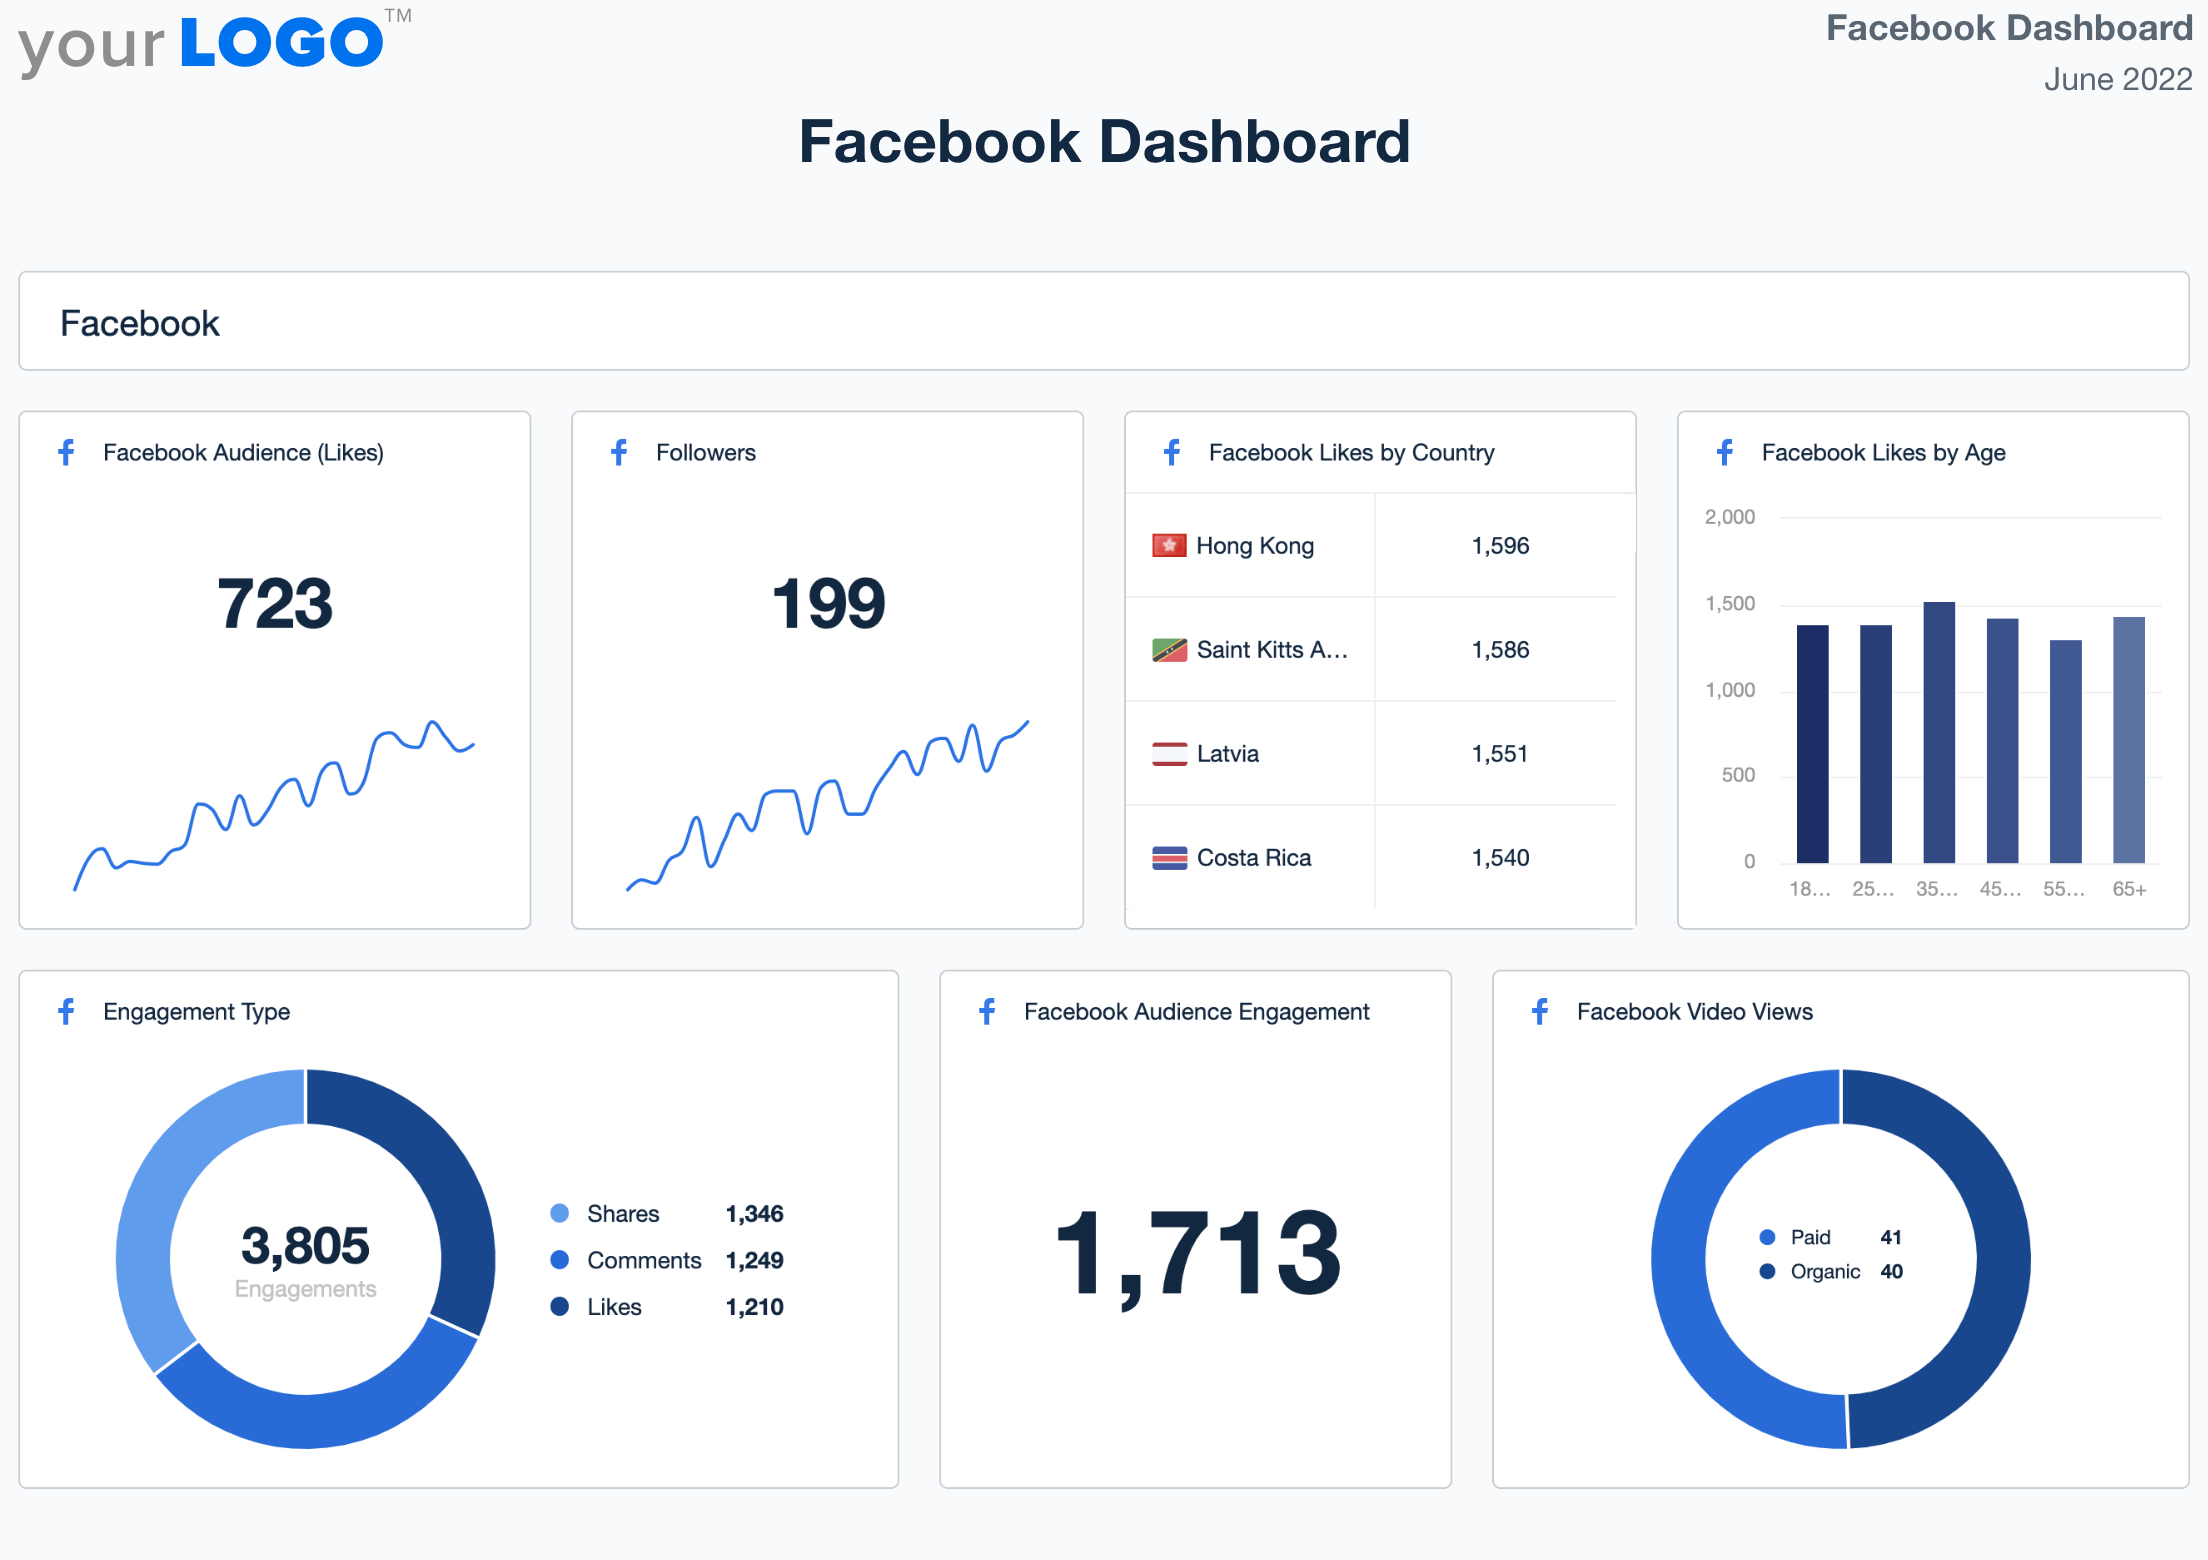 your LOGO™
Facebook Dashboard
June 2022
Facebook Dashboard
Facebook
Facebook Audience (Likes)
723
Followers
199
Facebook Likes by Country
Hong Kong 1,596
Saint Kitts A... 1,586
Latvia 1,551
Costa Rica 1,540
Facebook Likes by Age
2,000
1,500
1,000
500
0
18... 25... 35... 45... 55... 65+
Engagement Type
3,805
Engagements
Shares 1,346
Comments 1,249
Likes 1,210
Facebook Audience Engagement
1,713
Facebook Video Views
Paid 41
Organic 40